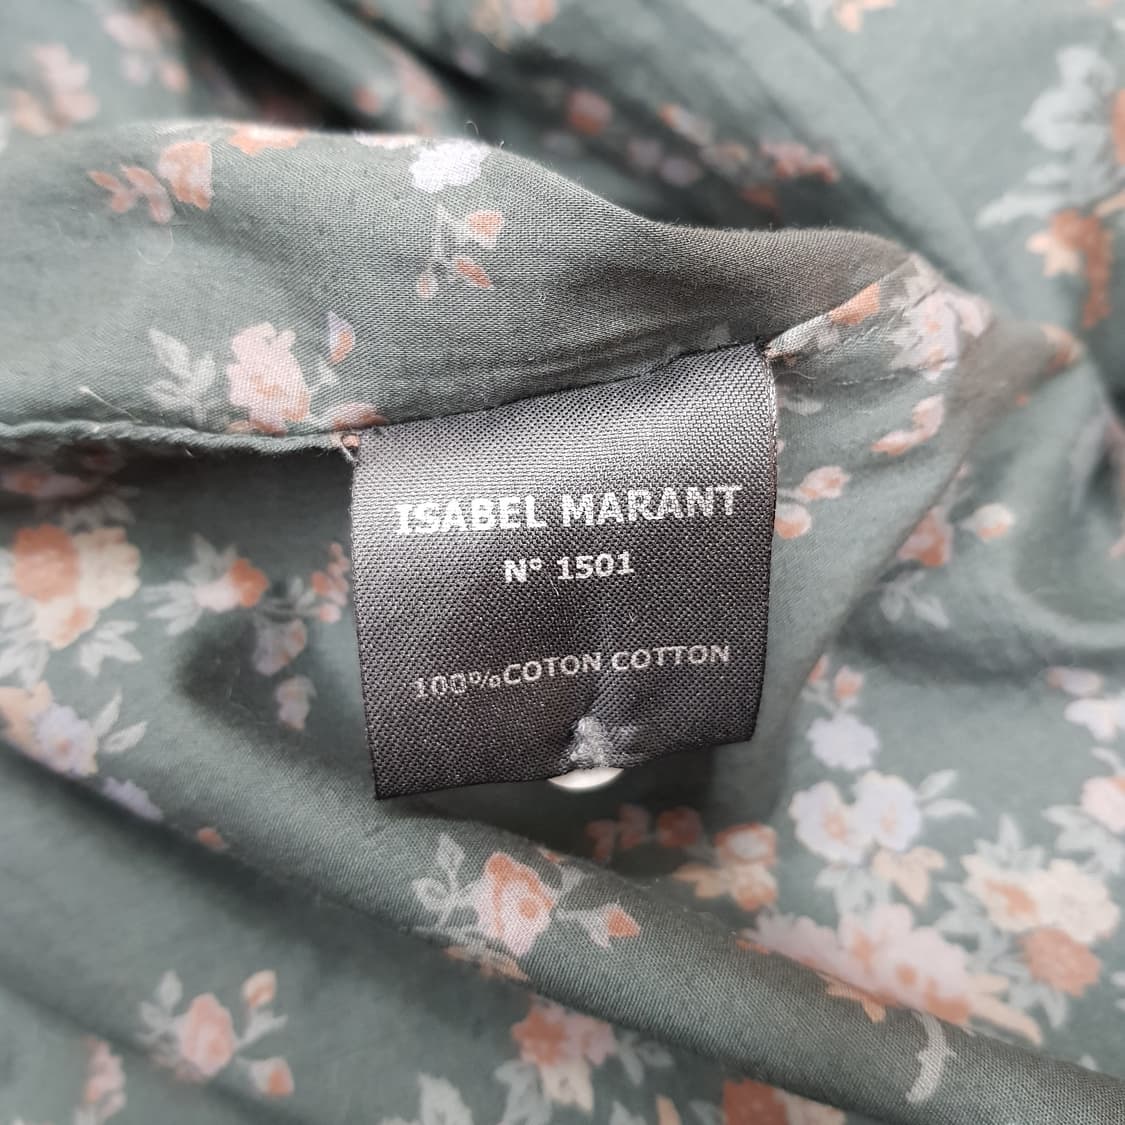 ISABEL MARANT
N° 1501
100%COTON COTTON